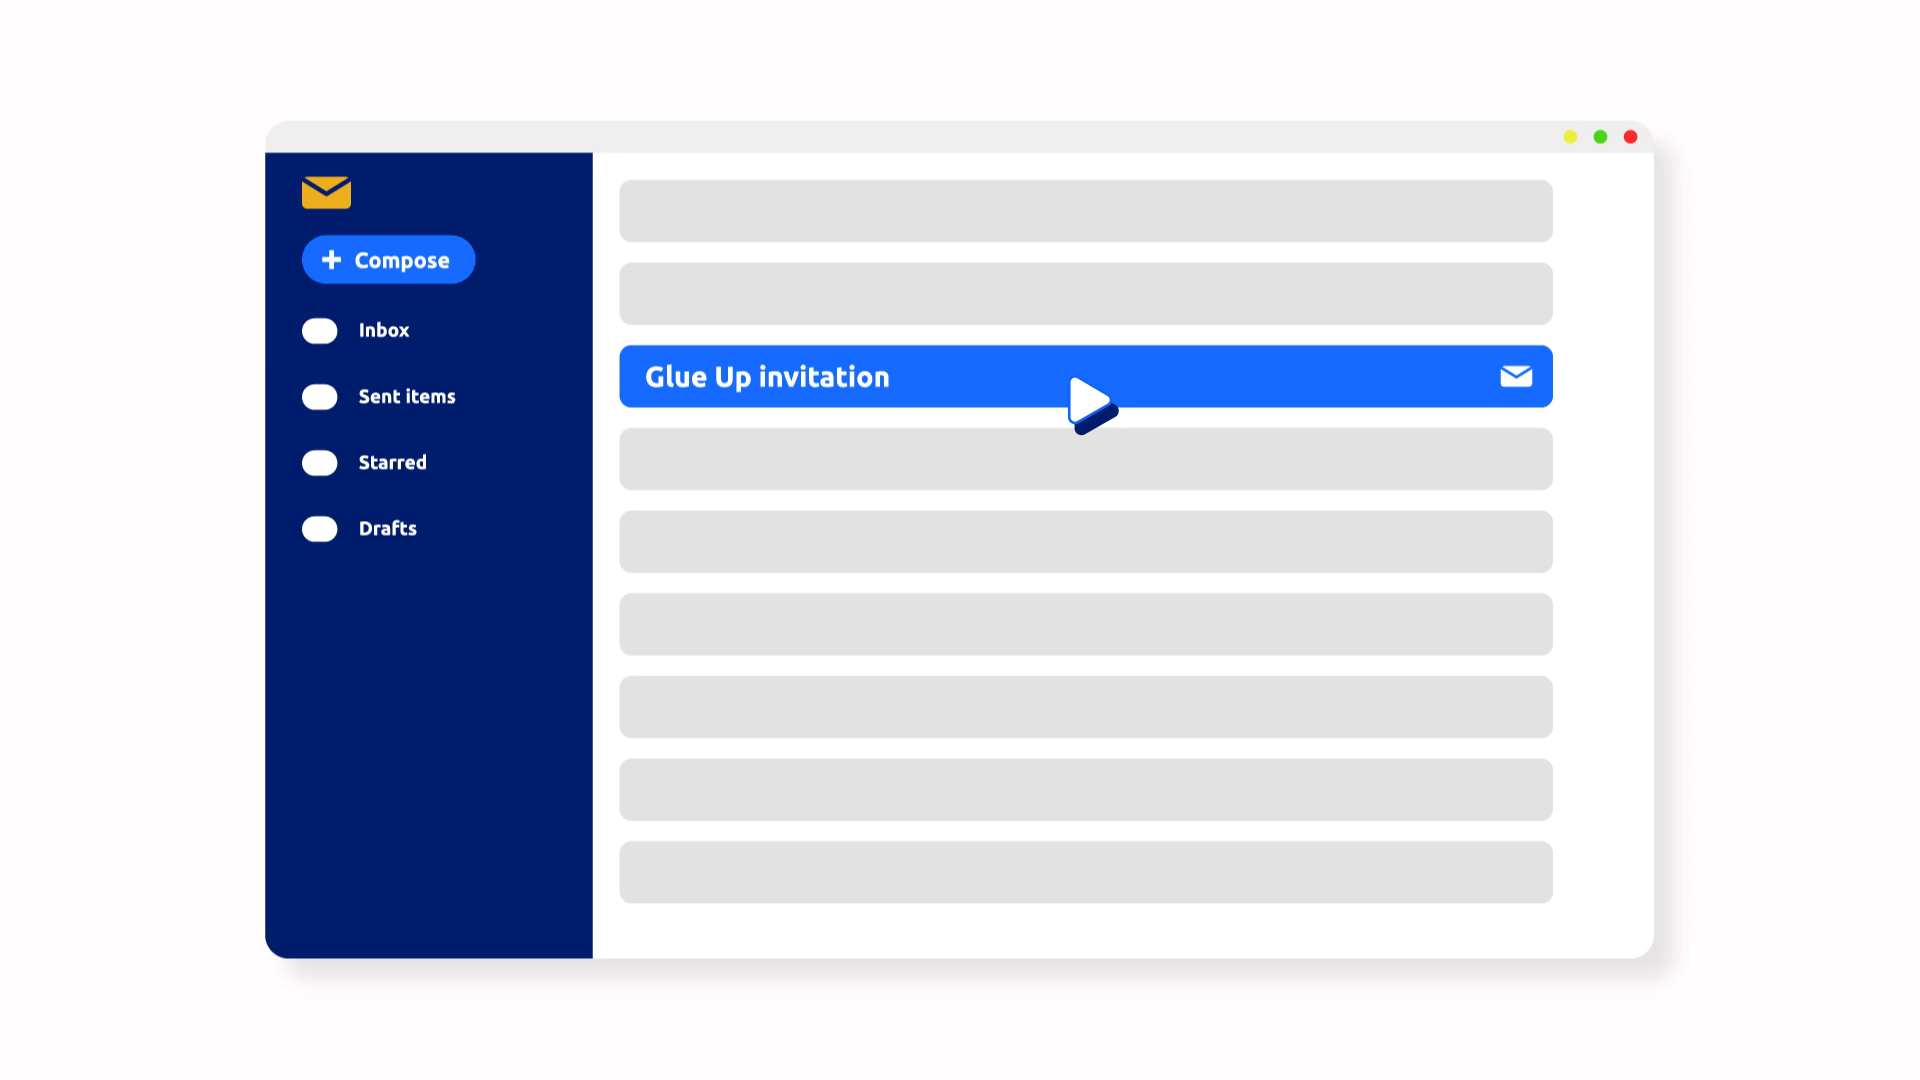 Compose
Inbox
Sent items
Starred
Drafts
Glue Up invitation